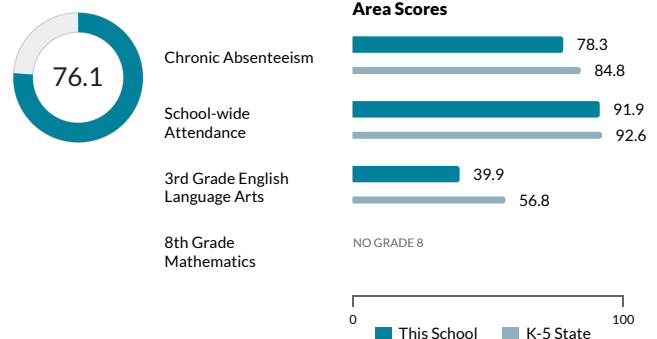 Area Scores
76.1
Chronic Absenteeism
78.3
84.8
School-wide
Attendance
91.9
92.6
3rd Grade English
Language Arts
39.9
56.8
8th Grade
Mathematics
NO GRADE 8
0
100
This School
K-5 State